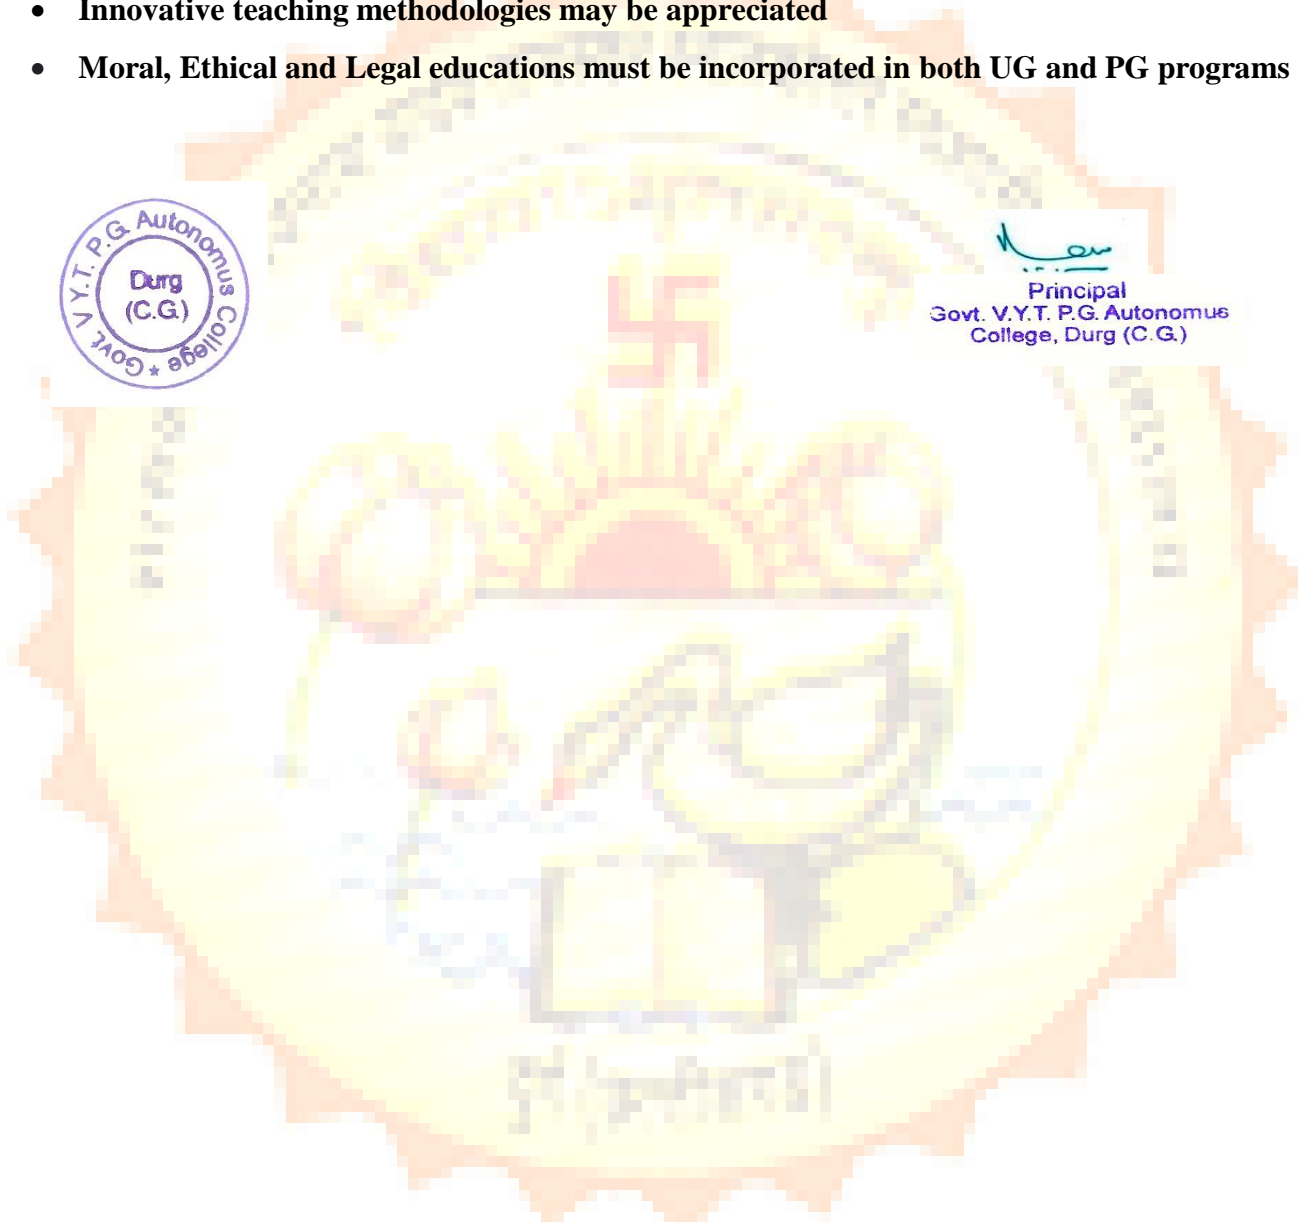 • Innovative teaching methodologies may be appreciated
• Moral, Ethical and Legal educations must be incorporated in both UG and PG programs
Govt. V.Y.T. P.G. Autonomus College
Durg
(C.G.)
Principal
Govt. V.Y.T. P.G. Autonomus
College, Durg (C.G.)